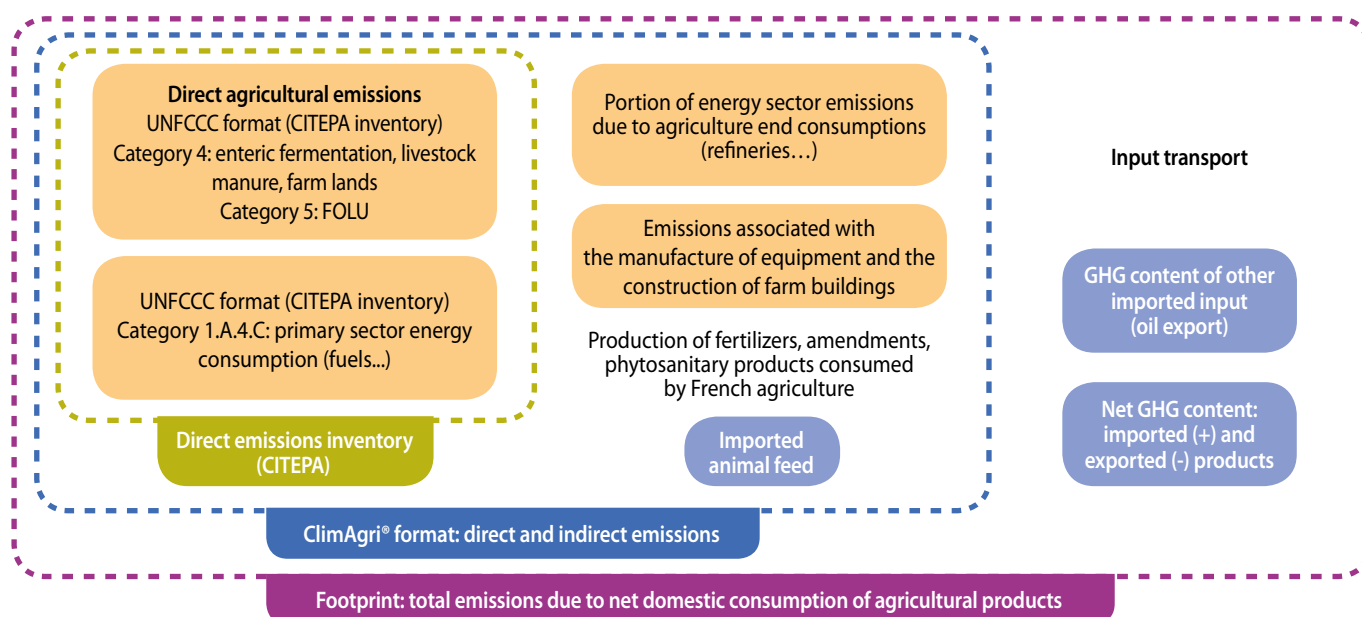 Direct agricultural emissions
UNFCCC format (CITEPA inventory)
Category 4: enteric fermentation, livestock
manure, farm lands
Category 5: FOLU
UNFCCC format (CITEPA inventory)
Category 1.A.4.C: primary sector energy
consumption (fuels...)
Direct emissions inventory
(CITEPA)
Portion of energy sector emissions
due to agriculture end consumptions
(refineries…)
Emissions associated with
the manufacture of equipment and the
construction of farm buildings
Production of fertilizers, amendments,
phytosanitary products consumed
by French agriculture
Imported
animal feed
Input transport
GHG content of other
imported input
(oil export)
Net GHG content:
imported (+) and
exported (-) products
ClimAgri® format: direct and indirect emissions
Footprint: total emissions due to net domestic consumption of agricultural products